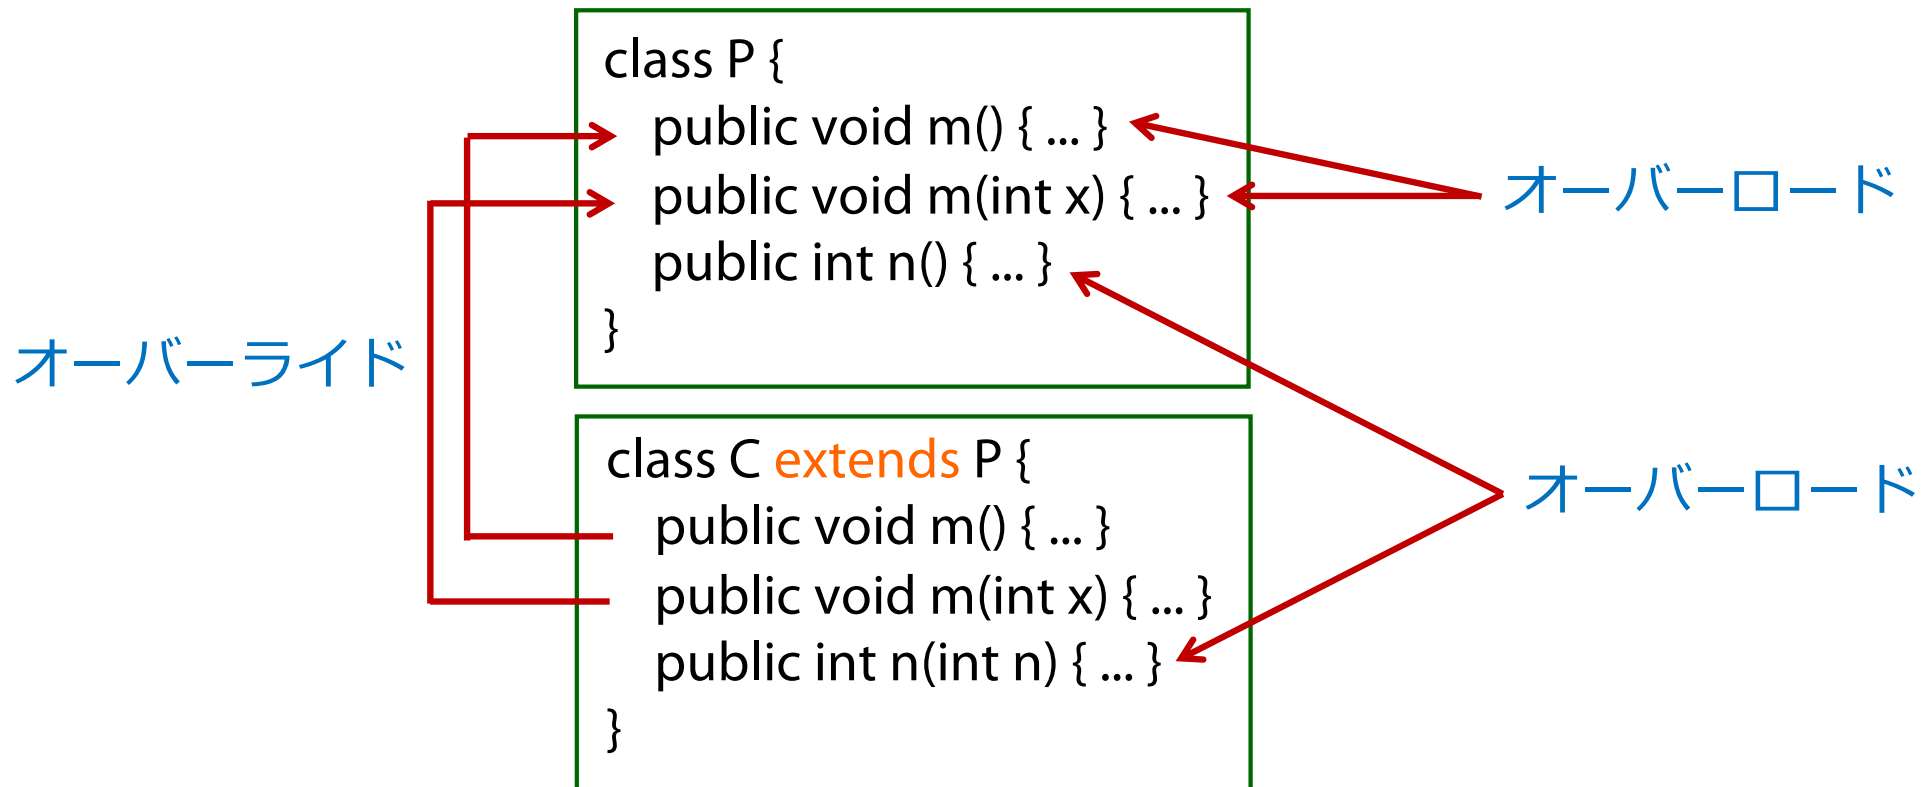 class P {
public void m() { ... }
public void m(int x) { ... }
public int n() { ... }
}
オーバーロード
オーバーライド
class C extends P {
public void m() { ... }
public void m(int x) { ... }
public int n(int n) { ... }
}
オーバーロード